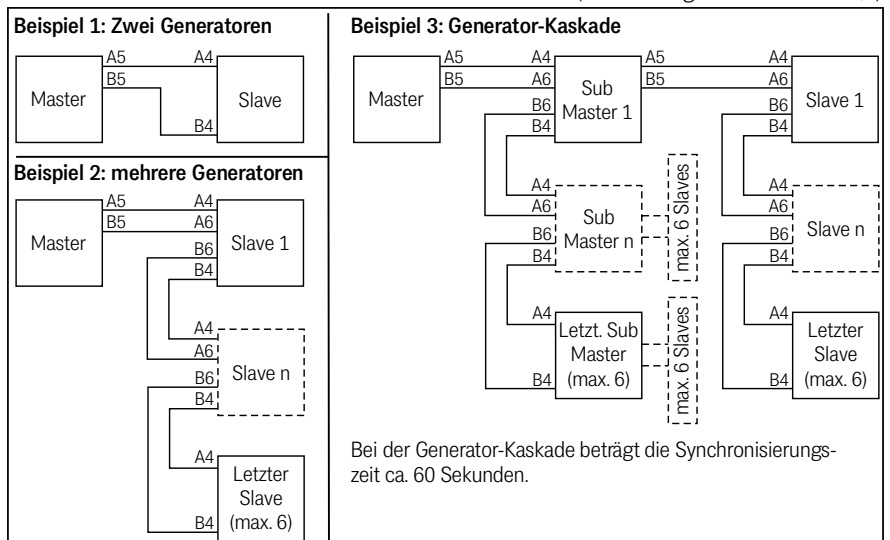 Beispiel 1: Zwei Generatoren
A5
A4
B5
Master
Slave
B4
Beispiel 2: mehrere Generatoren
A5
A4
B5
A6
Master
Slave 1
B6
B4
A4
A6
Slave n
B6
B4
A4
Letzter
Slave
(max. 6)
B4
Beispiel 3: Generator-Kaskade
A5
A4
A5
A4
B5
A6
B5
A6
Master
Sub
Master 1
Slave 1
B6
B4
B6
B4
A4
A6
Sub
Master n
B6
B4
max. 6 Slaves
A4
A6
Slave n
B6
B4
A4
Letzt. Sub
Master
(max. 6)
B4
max. 6 Slaves
A4
Letzter
Slave
(max. 6)
B4
Bei der Generator-Kaskade beträgt die Synchronisierungs-
zeit ca. 60 Sekunden.